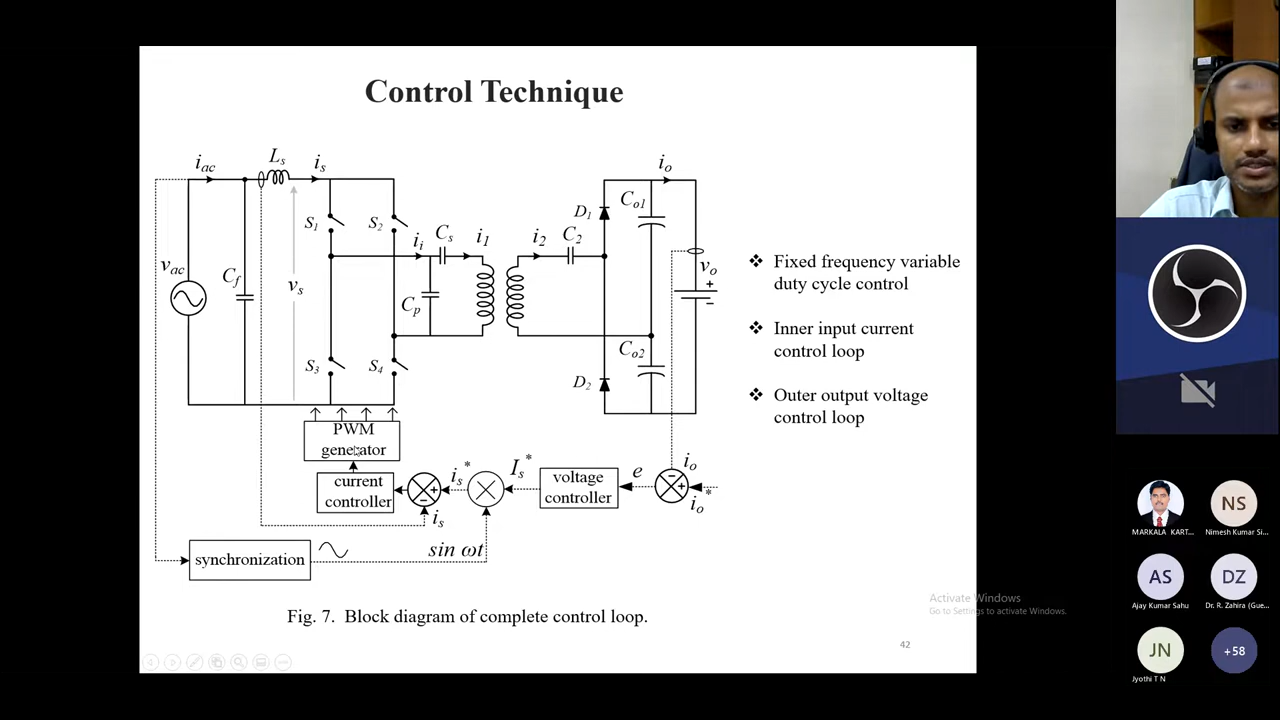 Control Technique
i_ac
L_s
i_s
S_1
S_2
i_i
C_s
i_1
i_2
C_2
D_1
C_o1
i_o
v_ac
C_f
v_s
C_p
v_o
+
−
S_3
S_4
D_2
C_o2
❖ Fixed frequency variable
duty cycle control
❖ Inner input current
control loop
❖ Outer output voltage
control loop
PWM
generator
current
controller
+
−
i_s*
i_s
I_s*
voltage
controller
e
−
+
i_o
i_o*
synchronization
sin ωt
Fig. 7. Block diagram of complete control loop.
42
Activate Windows
Go to Settings to activate Windows.
MARKALA KART...
NS
Nimesh Kumar Si...
AS
Ajay Kumar Sahu
DZ
Dr. R. Zahira (Gue...
JN
Jyothi T N
+58